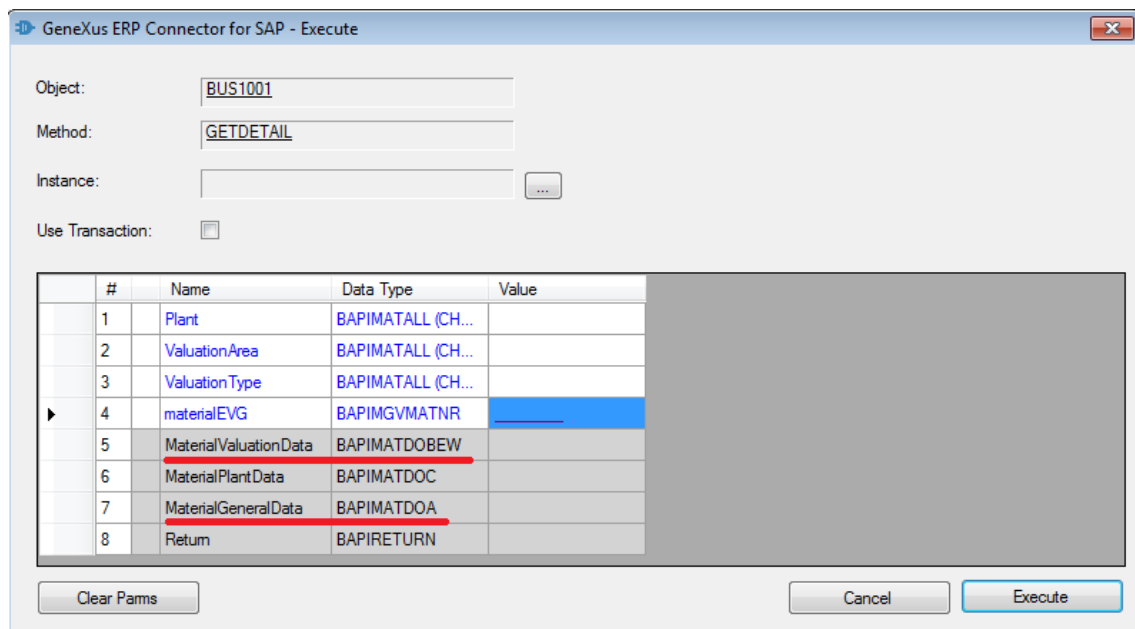 GeneXus ERP Connector for SAP - Execute
Object: BUS1001
Method: GETDETAIL
Instance: ...
Use Transaction:
# Name Data Type Value
1 Plant BAPIMATALL (CH...
2 ValuationArea BAPIMATALL (CH...
3 ValuationType BAPIMATALL (CH...
4 materialEVG BAPIMGVMATNR
5 MaterialValuationData BAPIMATDOBEW
6 MaterialPlantData BAPIMATDOC
7 MaterialGeneralData BAPIMATDOA
8 Return BAPIRETURN
Clear Parms Cancel Execute